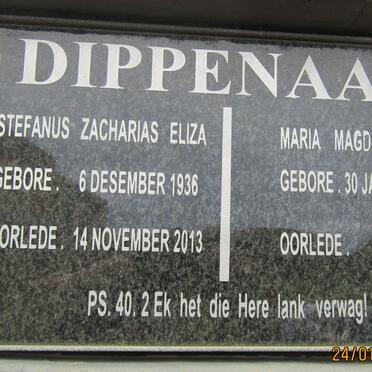 DIPPENAA
STEFANUS ZACHARIAS ELIZA
GEBORE. 6 DESEMBER 1936
OORLEDE. 14 NOVEMBER 2013
MARIA MAGD
GEBORE. 30 JA
OORLEDE.
PS. 40. 2 Ek het die Here lank verwag!
24/01